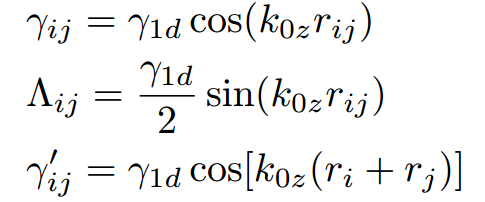 γ_{ij} = γ_{1d} cos(k_{0z}r_{ij})
Λ_{ij} = \frac{γ_{1d}}{2} sin(k_{0z}r_{ij})
γ'_{ij} = γ_{1d} cos[k_{0z}(r_i + r_j)]